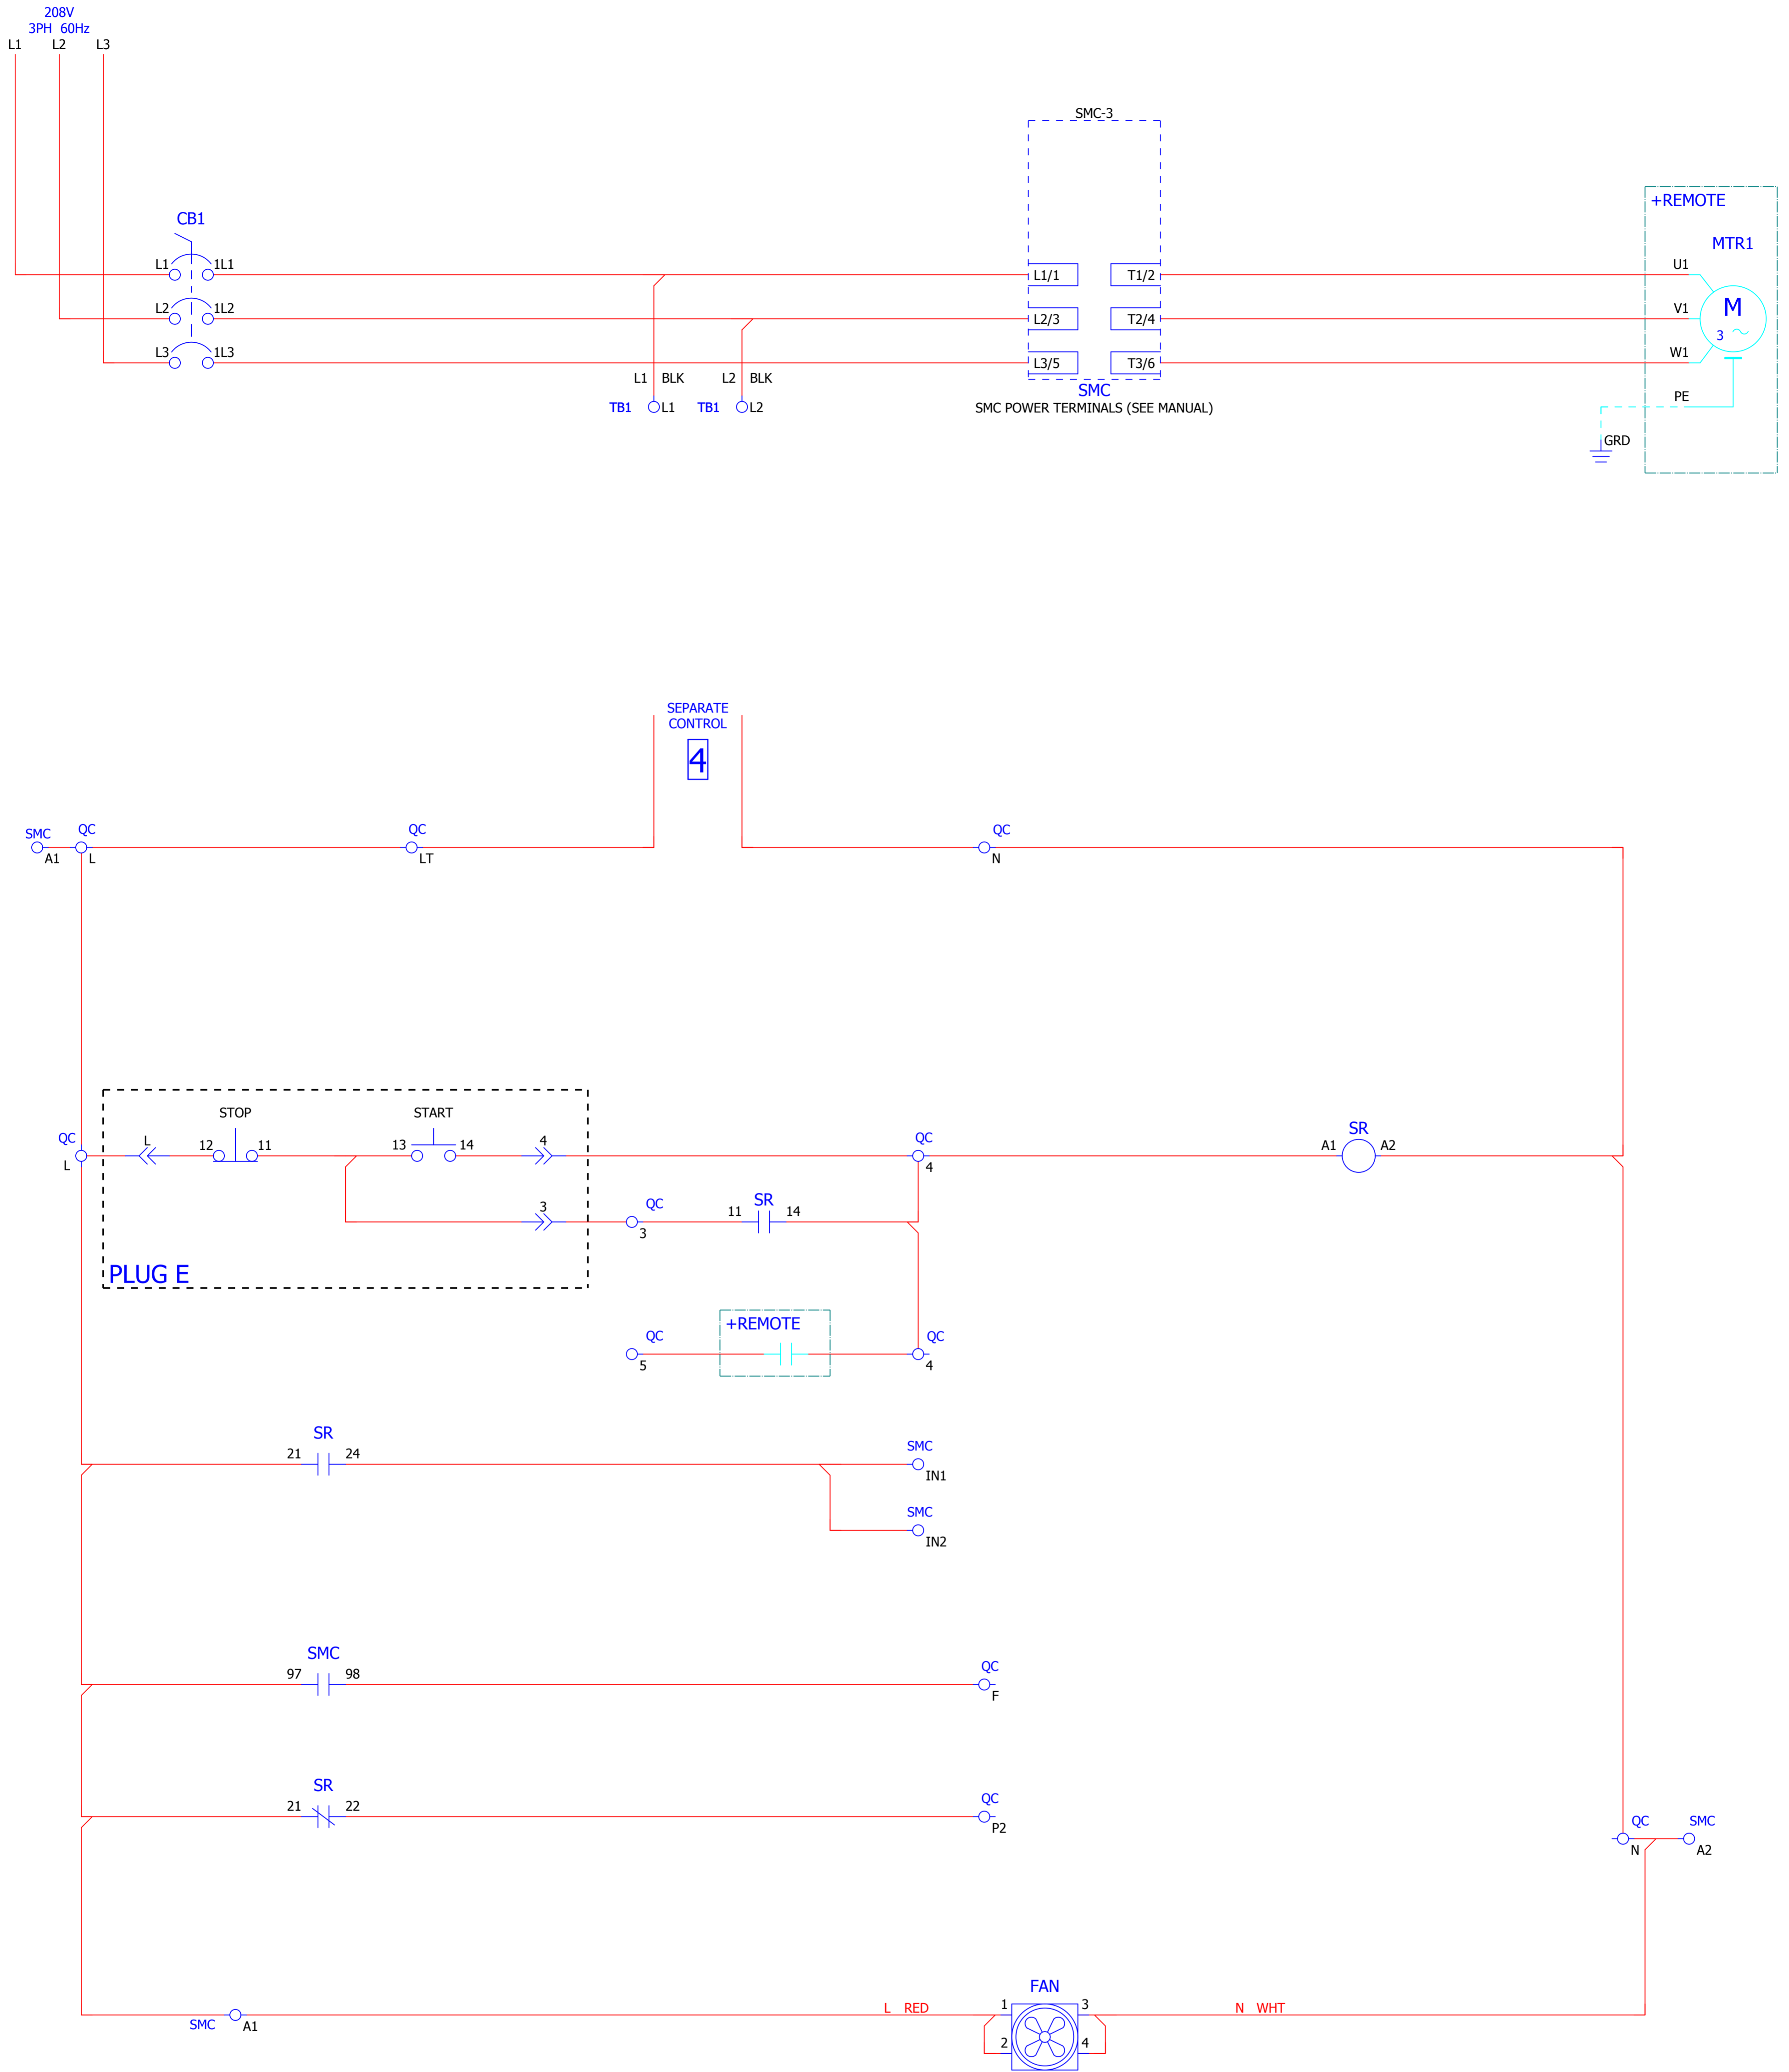 208V
3PH 60Hz
L1 L2 L3
SMC-3
+REMOTE
CB1
MTR1
L1 1L1 L1/1 T1/2 U1
L2 1L2 L2/3 T2/4 V1
M
3
L3 1L3 L3/5 T3/6 W1
L1 BLK L2 BLK
SMC
TB1 L1 TB1 L2
SMC POWER TERMINALS (SEE MANUAL)
PE
GRD
SEPARATE
CONTROL
4
SMC QC QC QC
A1 L LT N
STOP START
QC L 12 11 13 14 4 QC SR
A1 A2
L 4
3 QC 11 SR 14
3
PLUG E
+REMOTE
QC QC
5 4
SR
21 24 SMC
IN1
SMC
IN2
SMC
97 98 QC
F
SR
21 22 QC
P2
QC SMC
N A2
FAN
L RED 1 3 N WHT
SMC A1
2 4